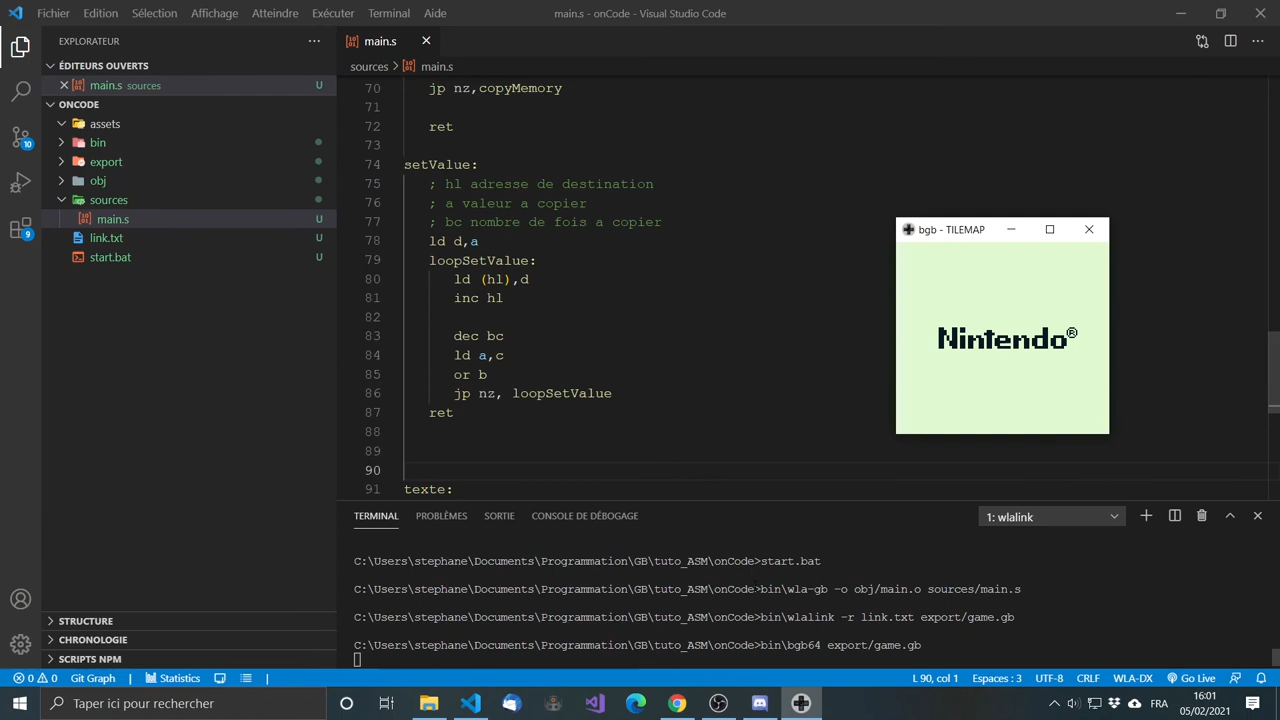 Fichier Edition Sélection Affichage Atteindre Exécuter Terminal Aide
main.s - onCode - Visual Studio Code
EXPLORATEUR
ÉDITEURS OUVERTS
main.s sources U
ONCODE
assets
bin
export
obj
sources
main.s U
link.txt U
start.bat U
STRUCTURE
CHRONOLOGIE
SCRIPTS NPM
10
9
main.s
sources > main.s
70 jp nz,copyMemory
71
72 ret
73
74 setValue:
75 ; hl adresse de destination
76 ; a valeur a copier
77 ; bc nombre de fois a copier
78 ld d,a
79 loopSetValue:
80 ld (hl),d
81 inc hl
82
83 dec bc
84 ld a,c
85 or b
86 jp nz, loopSetValue
87 ret
88
89
90
91 texte:
bgb - TILEMAP
Nintendo®
TERMINAL PROBLÈMES SORTIE CONSOLE DE DÉBOGAGE
1: wlalink
C:\Users\stephane\Documents\Programmation\GB\tuto_ASM\onCode>start.bat
C:\Users\stephane\Documents\Programmation\GB\tuto_ASM\onCode>bin\wla-gb -o obj/main.o sources/main.s
C:\Users\stephane\Documents\Programmation\GB\tuto_ASM\onCode>bin\wlalink -r link.txt export/game.gb
C:\Users\stephane\Documents\Programmation\GB\tuto_ASM\onCode>bin\bgb64 export/game.gb
0 0 Git Graph Statistics
L 90, col 1 Espaces : 3 UTF-8 CRLF WLA-DX Go Live
Taper ici pour rechercher
FRA
16:01
05/02/2021